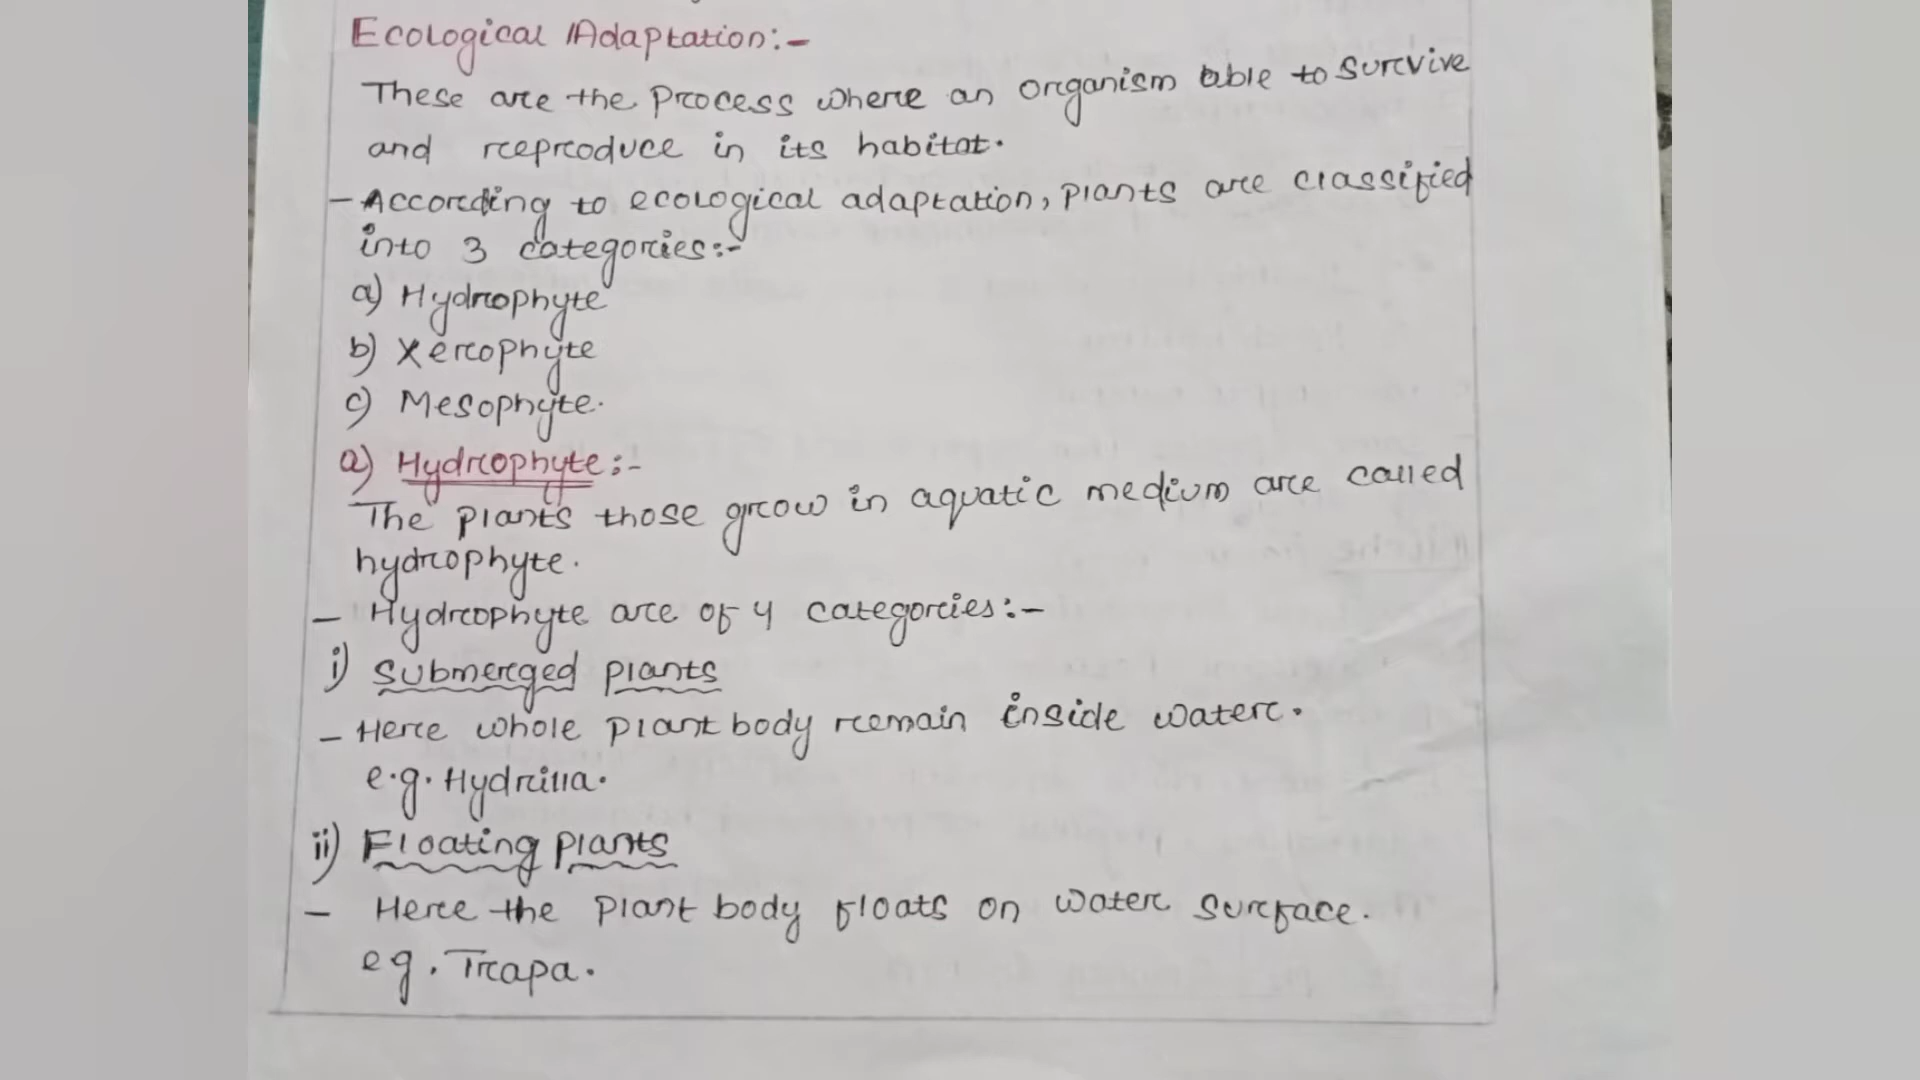 Ecological Adaptation:-
These are the process where an organism able to survive
and reproduce in its habitat.
- According to ecological adaptation, plants are classified
into 3 categories:-
a) Hydrophyte
b) Xerophyte
c) Mesophyte.
a) Hydrophyte:-
The plants those grow in aquatic medium are called
hydrophyte.
- Hydrophyte are of 4 categories:-
i) Submerged plants
- Here whole plant body remain inside water.
e.g. Hydrilla.
ii) Floating plants
- Here the plant body floats on water surface.
eg. Trapa.